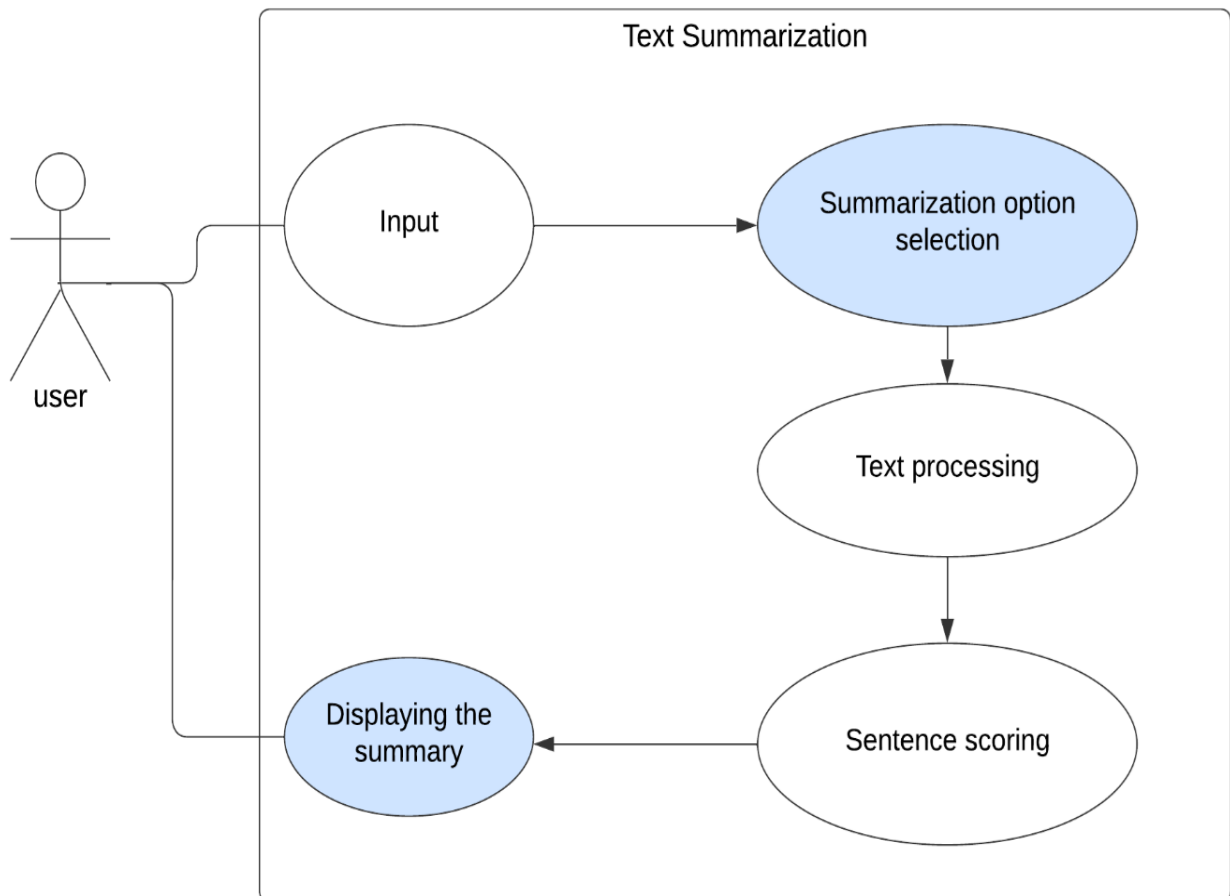 Text Summarization
Input
Summarization option
selection
user
Text processing
Displaying the
summary
Sentence scoring